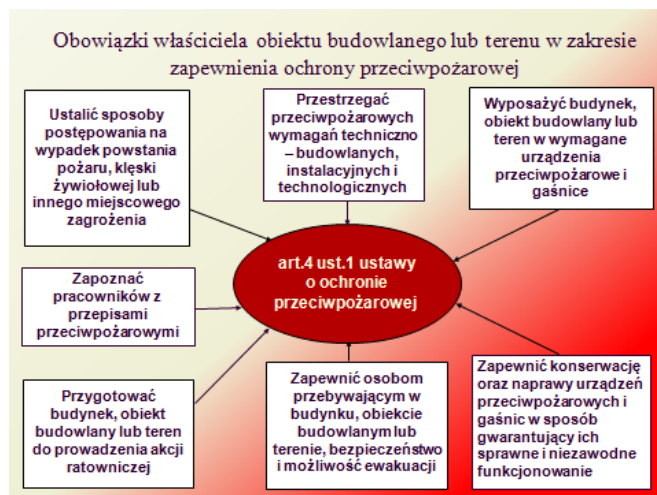 Obowiązki właściciela obiektu budowlanego lub terenu w zakresie
zapewnienia ochrony przeciwpożarowej
Ustalić sposoby
postępowania na
wypadek powstania
pożaru, klęski
żywiołowej lub
innego miejscowego
zagrożenia
Przestrzegać
przeciwpożarowych
wymagań techniczno
– budowlanych,
instalacyjnych i
technologicznych
Wyposażyć budynek,
obiekt budowlany lub
teren w wymagane
urządzenia
przeciwpożarowe i
gaśnice
art.4 ust.1 ustawy
o ochronie
przeciwpożarowej
Zapoznać
pracowników z
przepisami
przeciwpożarowymi
Przygotować
budynek, obiekt
budowlany lub teren
do prowadzenia akcji
ratowniczej
Zapewnić osobom
przebywającym w
budynku, obiekcie
budowlanym lub
terenie, bezpieczeństwo
i możliwość ewakuacji
Zapewnić konserwację
oraz naprawy urządzeń
przeciwpożarowych i
gaśnic w sposób
gwarantujący ich
sprawne i niezawodne
funkcjonowanie